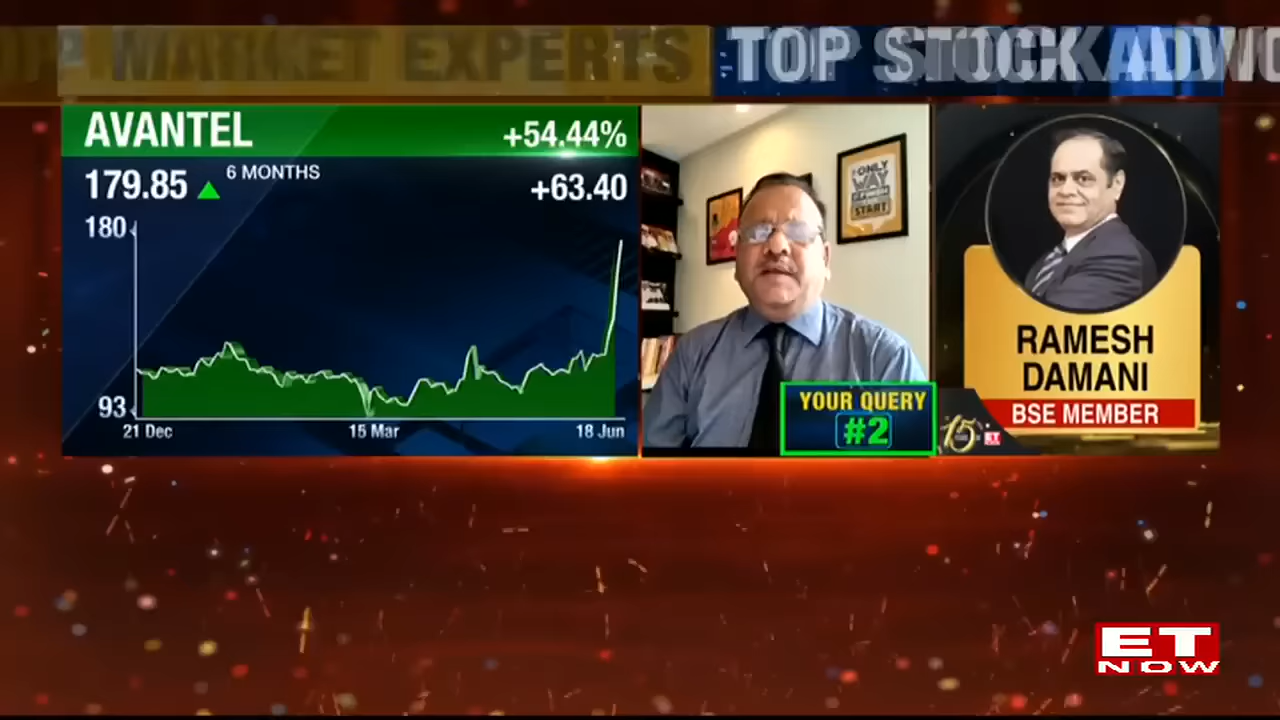 MARKET EXPERTS
TOP STOCK
AVANTEL
+54.44%
179.85
6 MONTHS
+63.40
180
93
21 Dec
15 Mar
18 Jun
ONLY
WAY
START
YOUR QUERY
#2
RAMESH
DAMANI
BSE MEMBER
15
ET
NOW